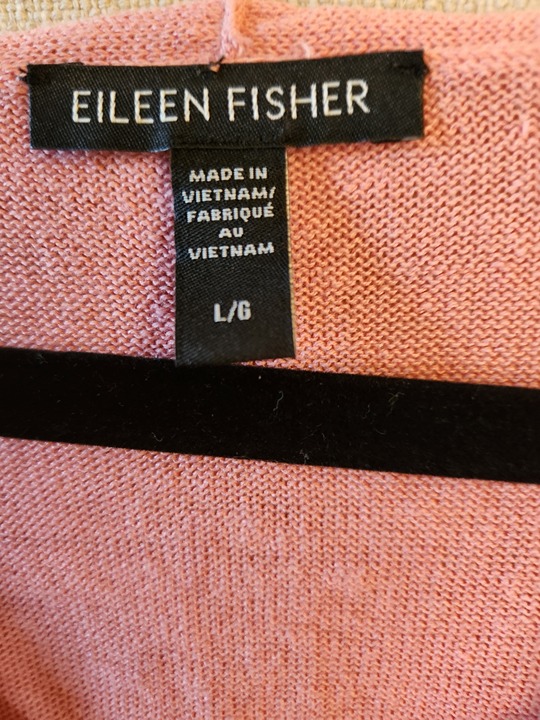 EILEEN FISHER
MADE IN
VIETNAM/
FABRIQUÉ
AU
VIETNAM
L/G